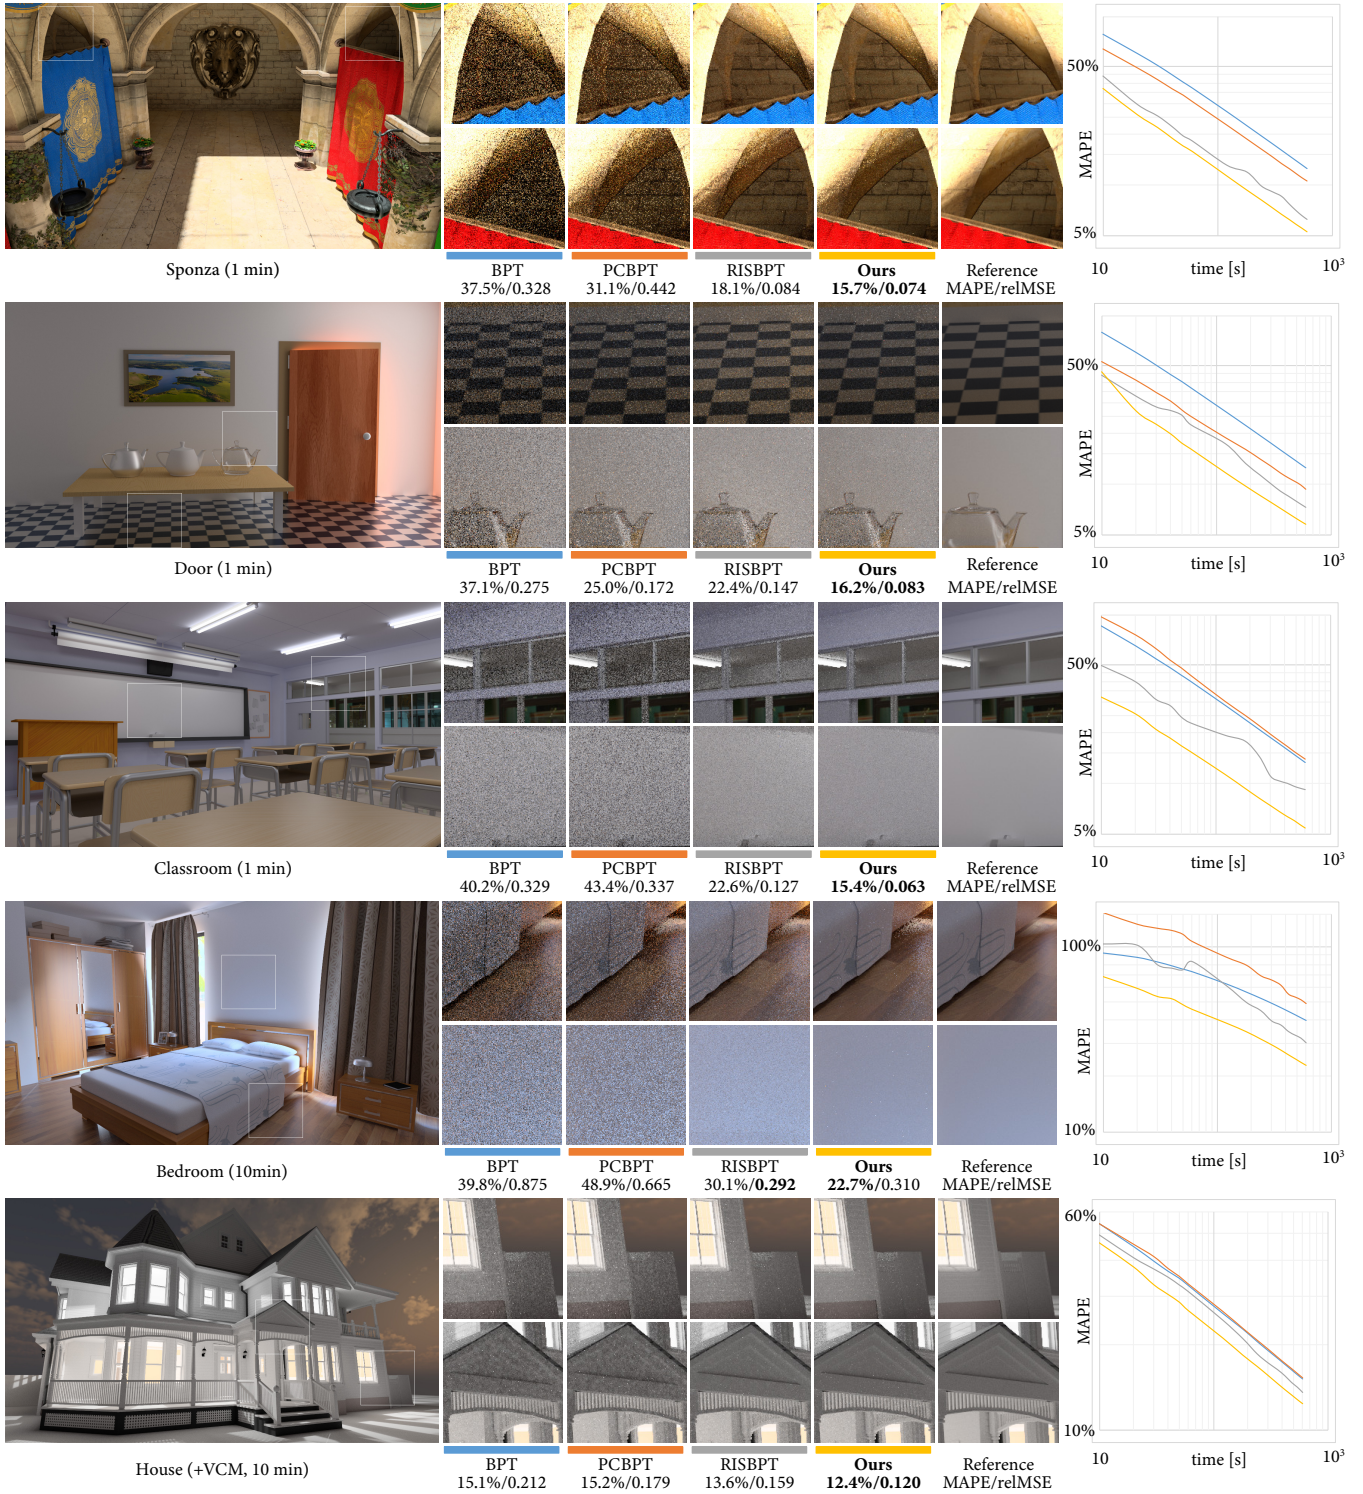 50%
MAPE
5%
10
time [s]
10³
Sponza (1 min)
BPT
37.5%/0.328
PCBPT
31.1%/0.442
RISBPT
18.1%/0.084
Ours
15.7%/0.074
Reference
MAPE/relMSE
50%
MAPE
5%
10
time [s]
10³
Door (1 min)
BPT
37.1%/0.275
PCBPT
25.0%/0.172
RISBPT
22.4%/0.147
Ours
16.2%/0.083
Reference
MAPE/relMSE
50%
MAPE
5%
10
time [s]
10³
Classroom (1 min)
BPT
40.2%/0.329
PCBPT
43.4%/0.337
RISBPT
22.6%/0.127
Ours
15.4%/0.063
Reference
MAPE/relMSE
100%
MAPE
10%
10
time [s]
10³
Bedroom (10min)
BPT
39.8%/0.875
PCBPT
48.9%/0.665
RISBPT
30.1%/0.292
Ours
22.7%/0.310
Reference
MAPE/relMSE
60%
MAPE
10%
10
time [s]
10³
House (+VCM, 10 min)
BPT
15.1%/0.212
PCBPT
15.2%/0.179
RISBPT
13.6%/0.159
Ours
12.4%/0.120
Reference
MAPE/relMSE